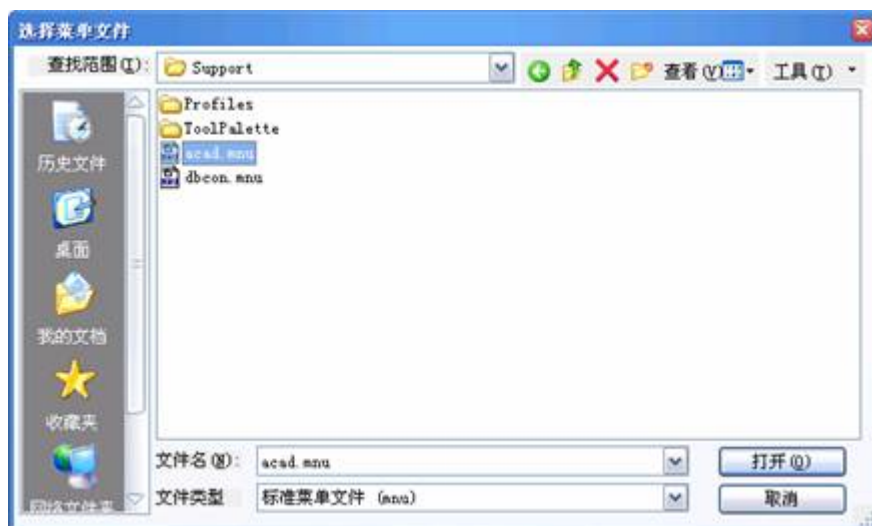 选择菜单文件
查找范围(I): Support 查看(V) 工具(T)
Profiles
ToolPalette
acad.mnu
dbcon.mnu
历史文件
桌面
我的文档
收藏夹
文件名(N): acad.mnu 打开(O)
文件类型 标准菜单文件 (mnu) 取消